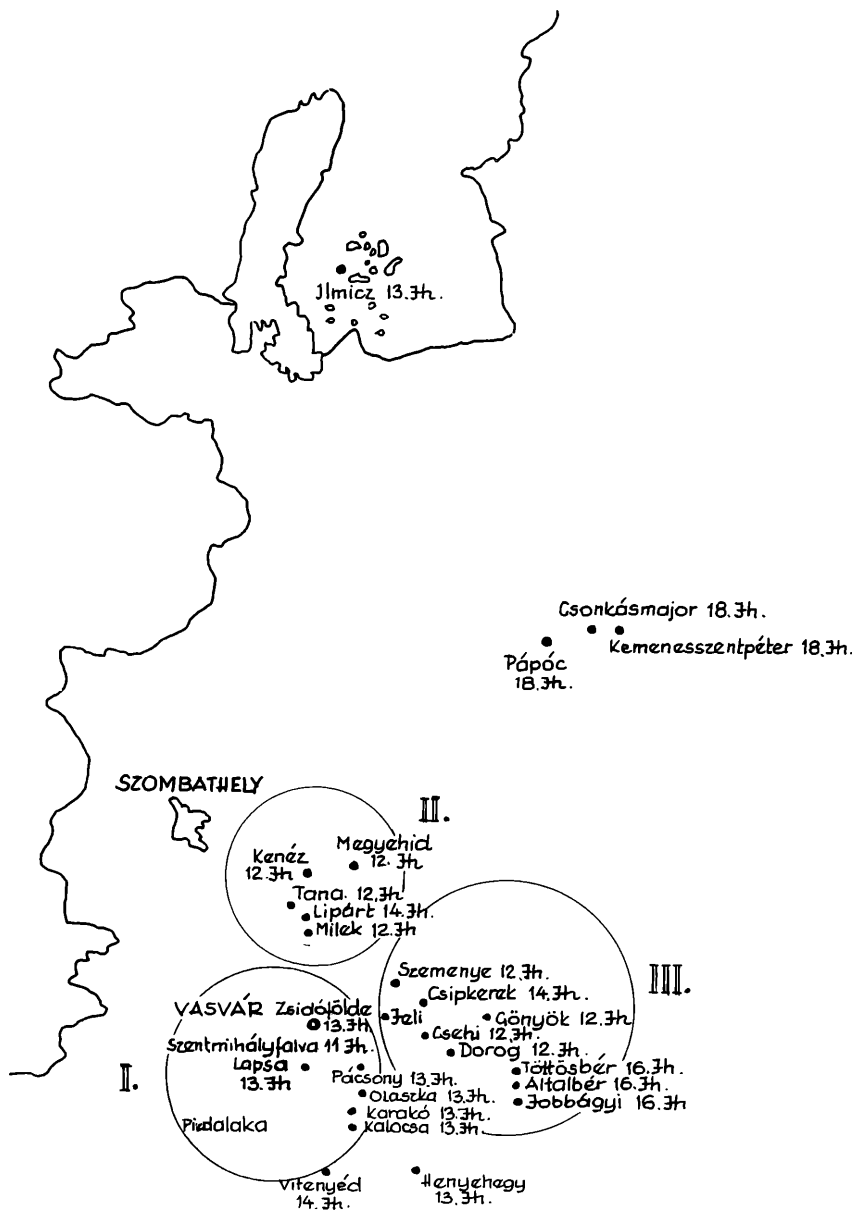 Jlmicz 13.Jh.
Csonkásmajor 18.Jh.
Kemenesszentpéter 18.Jh.
Pápóc
18.Jh.
SZOMBATHELY
II.
Megyehid
12.Jh
Kenéz
12.Jh
Tana. 12.Jh
Lipárt 14.Jh.
Milek 12.Jh
III.
Szemenye 12.Jh.
Csipkerek 14.Jh.
Jeli
Gönyök 12.Jh
Csehi 12.Jh
Dorog 12.Jh.
Töttösbér 16.Jh
Altalbér 16.Jh.
Jobbágyi 16.Jh
I.
VASVÁR Zsidófölde
13.Jh
Szentmihályfalva 11 Jh.
Lapsa
13.Jh
Pácsony 13.Jh.
Olaszka 13.Jh.
Karakó 13.Jh
Kalocsa 13.Jh
Vitenyéd
14.Jh.
Henyehegy
13.Jh.